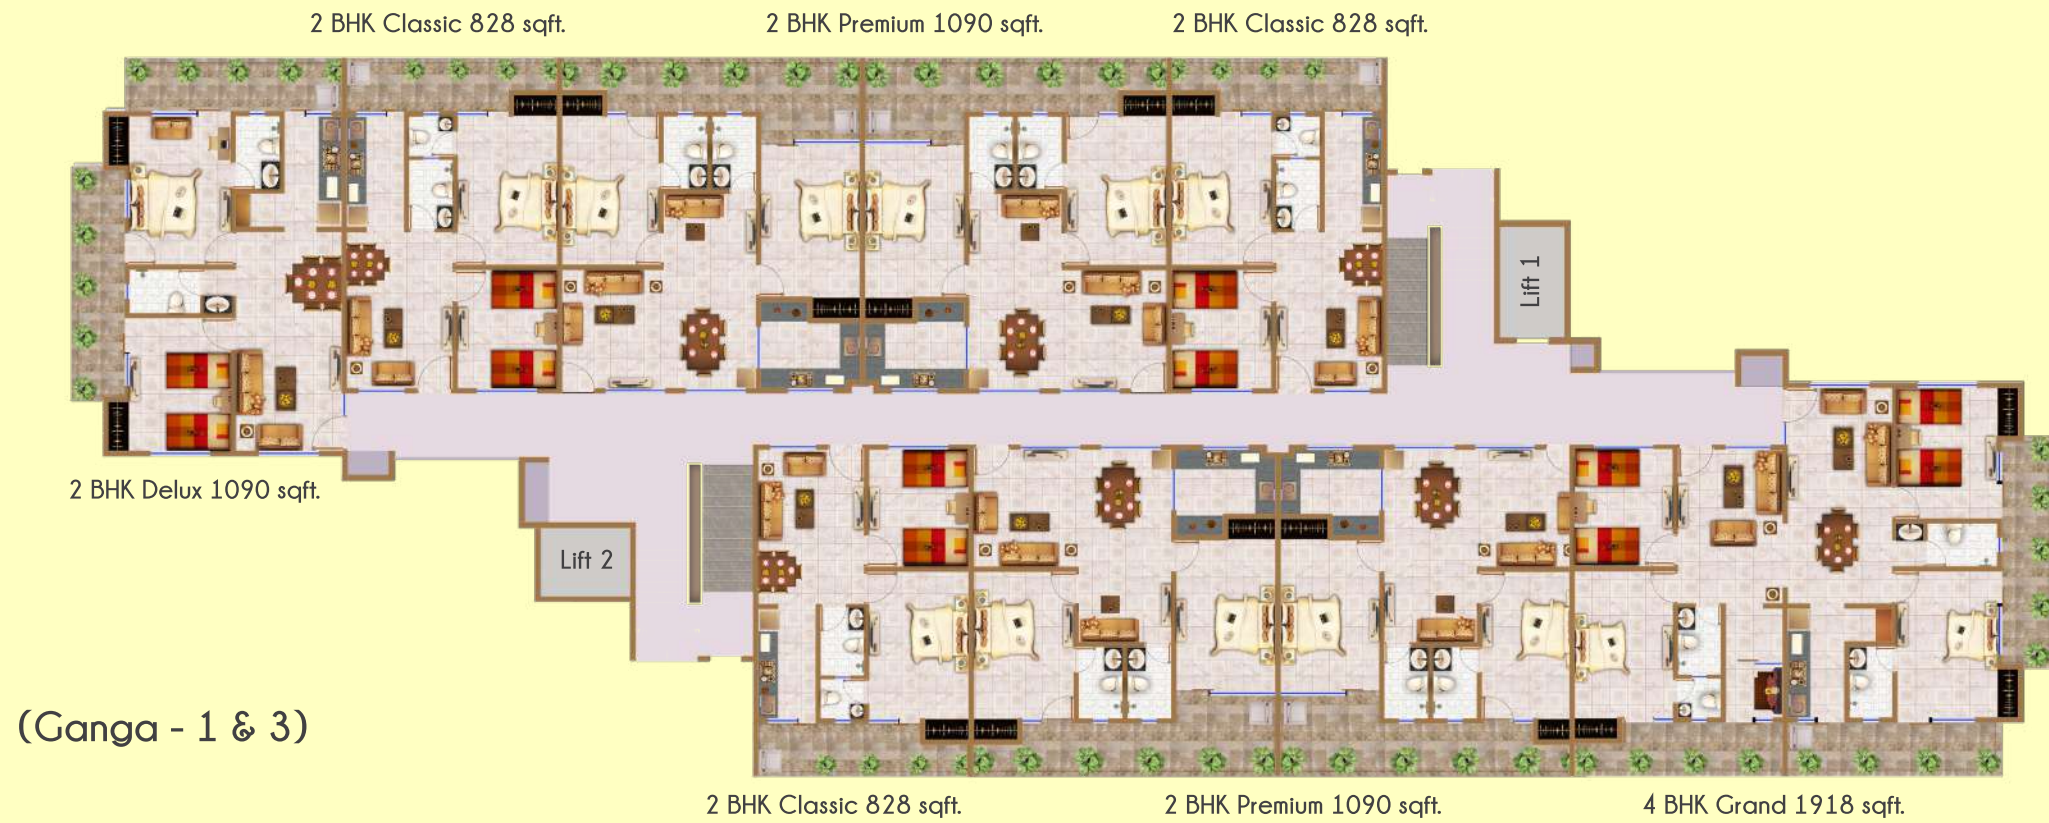 2 BHK Classic 828 sqft.
2 BHK Premium 1090 sqft.
2 BHK Classic 828 sqft.
Lift 1
2 BHK Delux 1090 sqft.
Lift 2
(Ganga - 1 & 3)
2 BHK Classic 828 sqft.
2 BHK Premium 1090 sqft.
4 BHK Grand 1918 sqft.